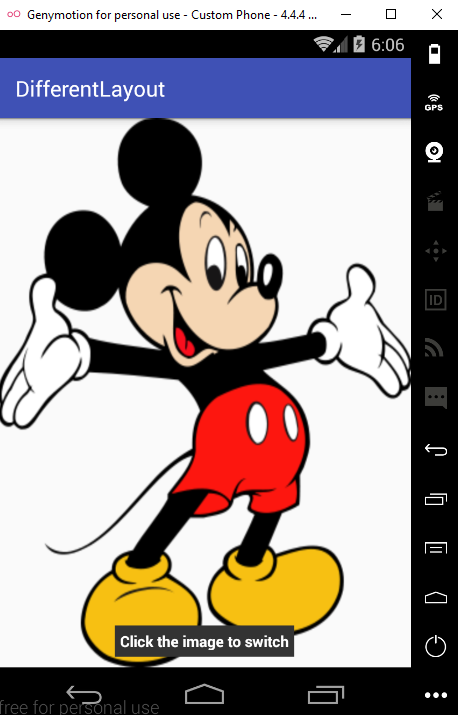 Genymotion for personal use - Custom Phone - 4.4.4 ...
6:06
DifferentLayout
GPS
ID
Click the image to switch
free for personal use